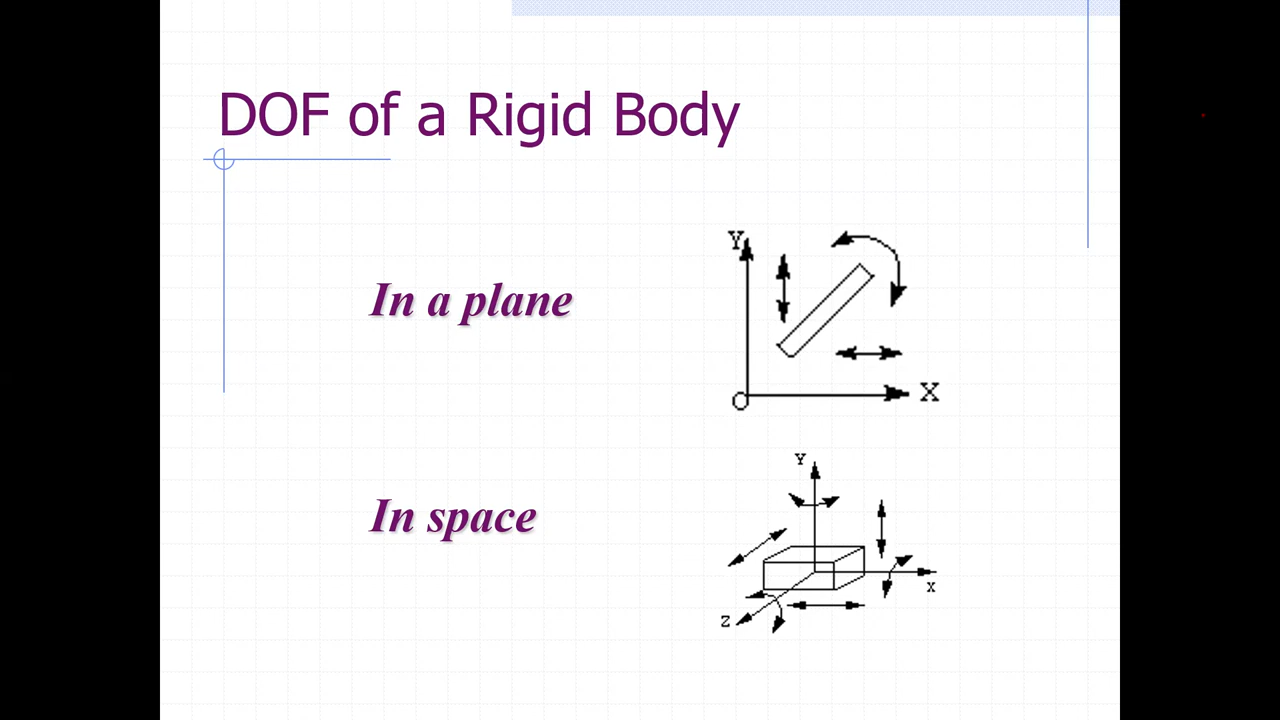 DOF of a Rigid Body
In a plane
Y
O
X
In space
Y
X
Z